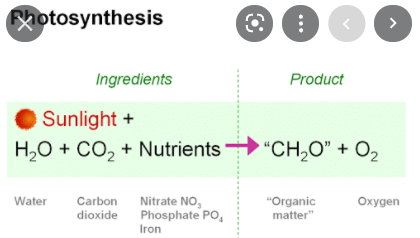 Photosynthesis
Ingredients Product
Sunlight +
H₂O + CO₂ + Nutrients → “CH₂O” + O₂
Water Carbon dioxide Nitrate NO₃ Phosphate PO₄ Iron “Organic matter” Oxygen